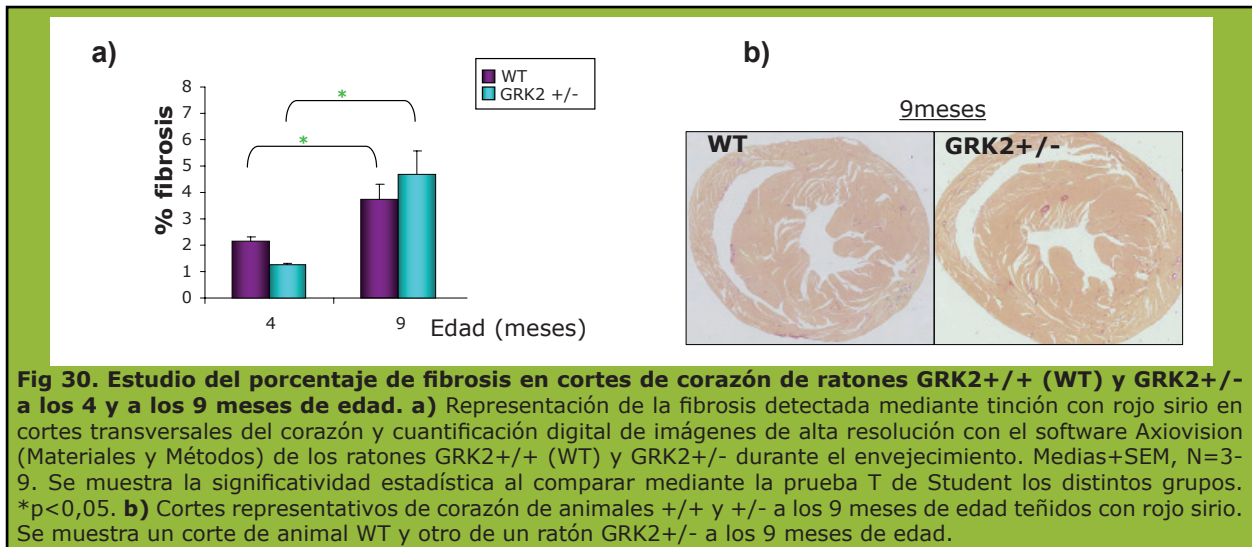 a)
b)
WT
GRK2 +/-
8
7
6
5
4
3
2
1
0
% fibrosis
*
*
4
9
Edad (meses)
9meses
WT
GRK2+/-
Fig 30. Estudio del porcentaje de fibrosis en cortes de corazón de ratones GRK2+/+ (WT) y GRK2+/-
a los 4 y a los 9 meses de edad. a) Representación de la fibrosis detectada mediante tinción con rojo sirio en
cortes transversales del corazón y cuantificación digital de imágenes de alta resolución con el software Axiovision
(Materiales y Métodos) de los ratones GRK2+/+ (WT) y GRK2+/- durante el envejecimiento. Medias+SEM, N=3-
9. Se muestra la significatividad estadística al comparar mediante la prueba T de Student los distintos grupos.
*p<0,05. b) Cortes representativos de corazón de animales +/+ y +/- a los 9 meses de edad teñidos con rojo sirio.
Se muestra un corte de animal WT y otro de un ratón GRK2+/- a los 9 meses de edad.